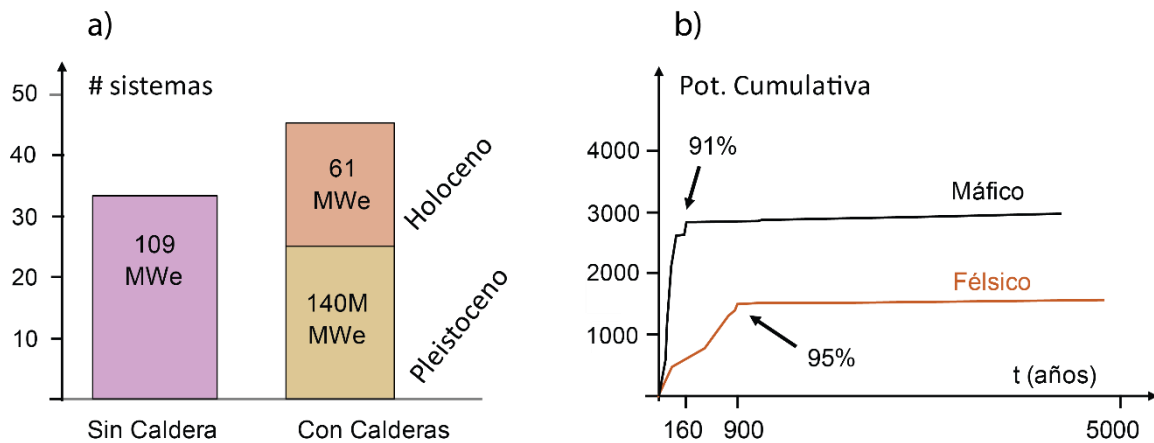 a)
# sistemas
50
40
30
20
10
109
MWe
61
MWe
140M
MWe
Holoceno
Pleistoceno
Sin Caldera
Con Calderas
b)
Pot. Cumulativa
4000
3000
2000
1000
91%
Máfico
Félsico
95%
t (años)
160
900
5000